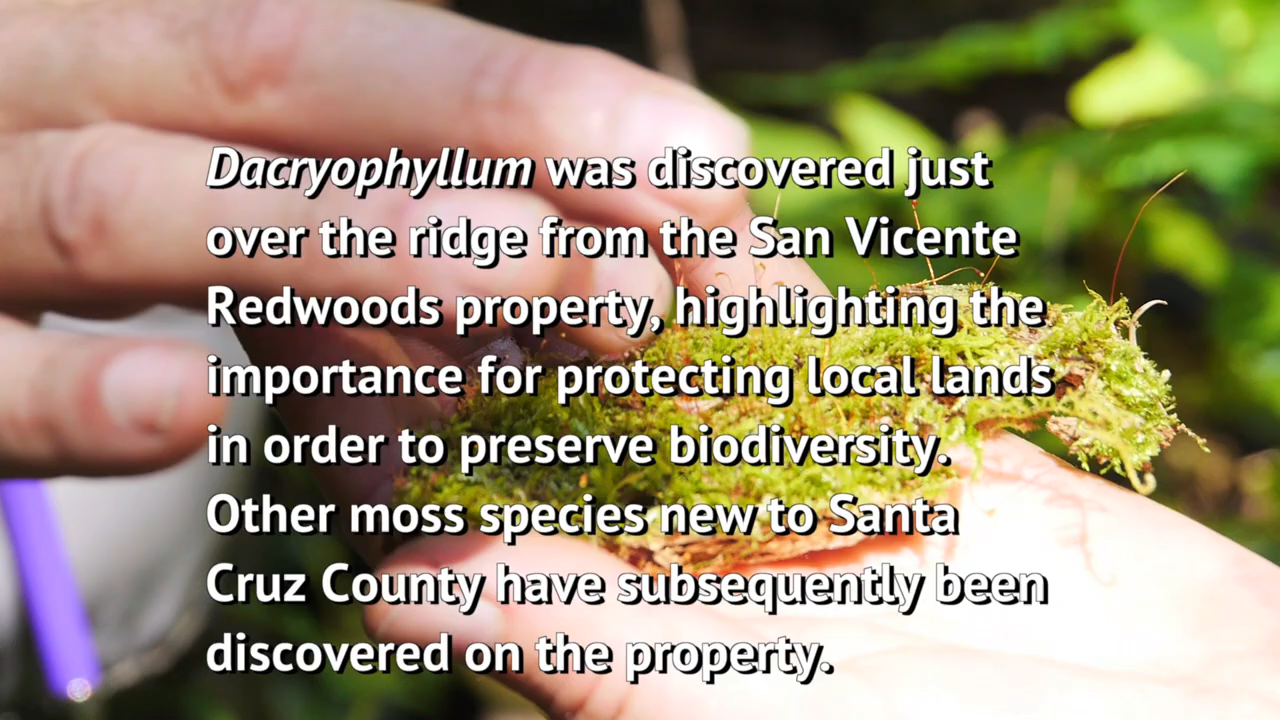 Dacryophyllum was discovered just
over the ridge from the San Vicente
Redwoods property, highlighting the
importance for protecting local lands
in order to preserve biodiversity.
Other moss species new to Santa
Cruz County have subsequently been
discovered on the property.